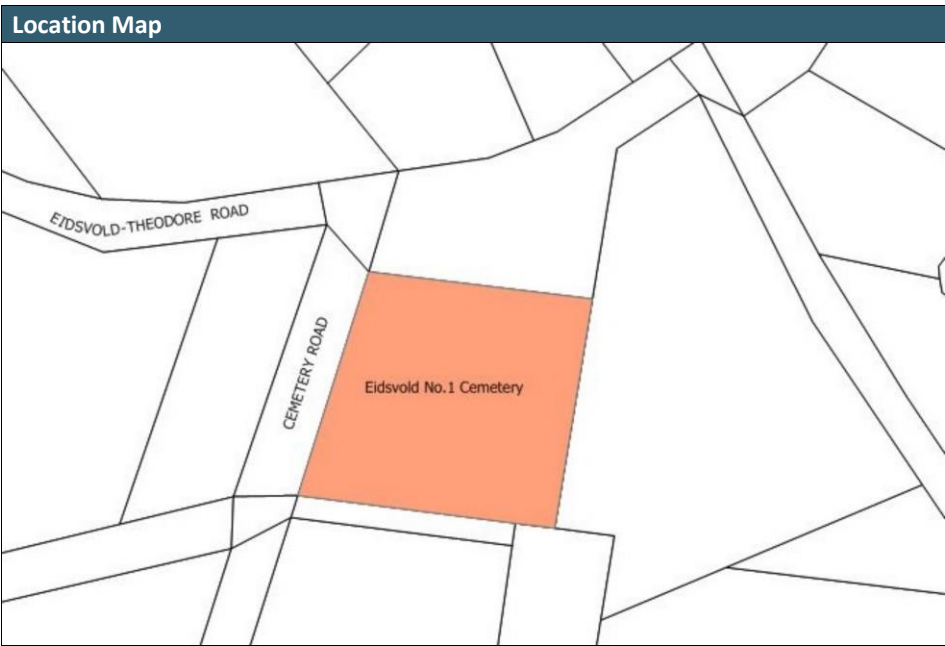 Location Map
EIDSVOLD-THEODORE ROAD
CEMETERY ROAD
Eidsvold No.1 Cemetery